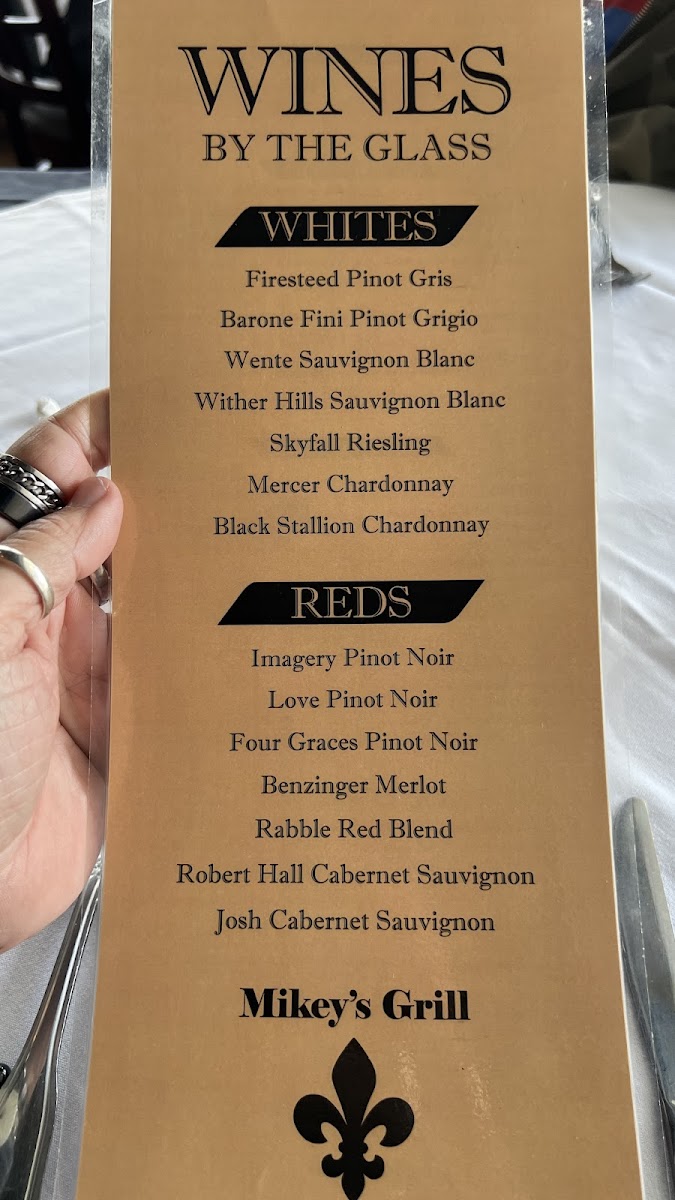 WINES
BY THE GLASS
WHITES
Firesteed Pinot Gris
Barone Fini Pinot Grigio
Wente Sauvignon Blanc
Wither Hills Sauvignon Blanc
Skyfall Riesling
Mercer Chardonnay
Black Stallion Chardonnay
REDS
Imagery Pinot Noir
Love Pinot Noir
Four Graces Pinot Noir
Benzinger Merlot
Rabble Red Blend
Robert Hall Cabernet Sauvignon
Josh Cabernet Sauvignon
Mikey's Grill